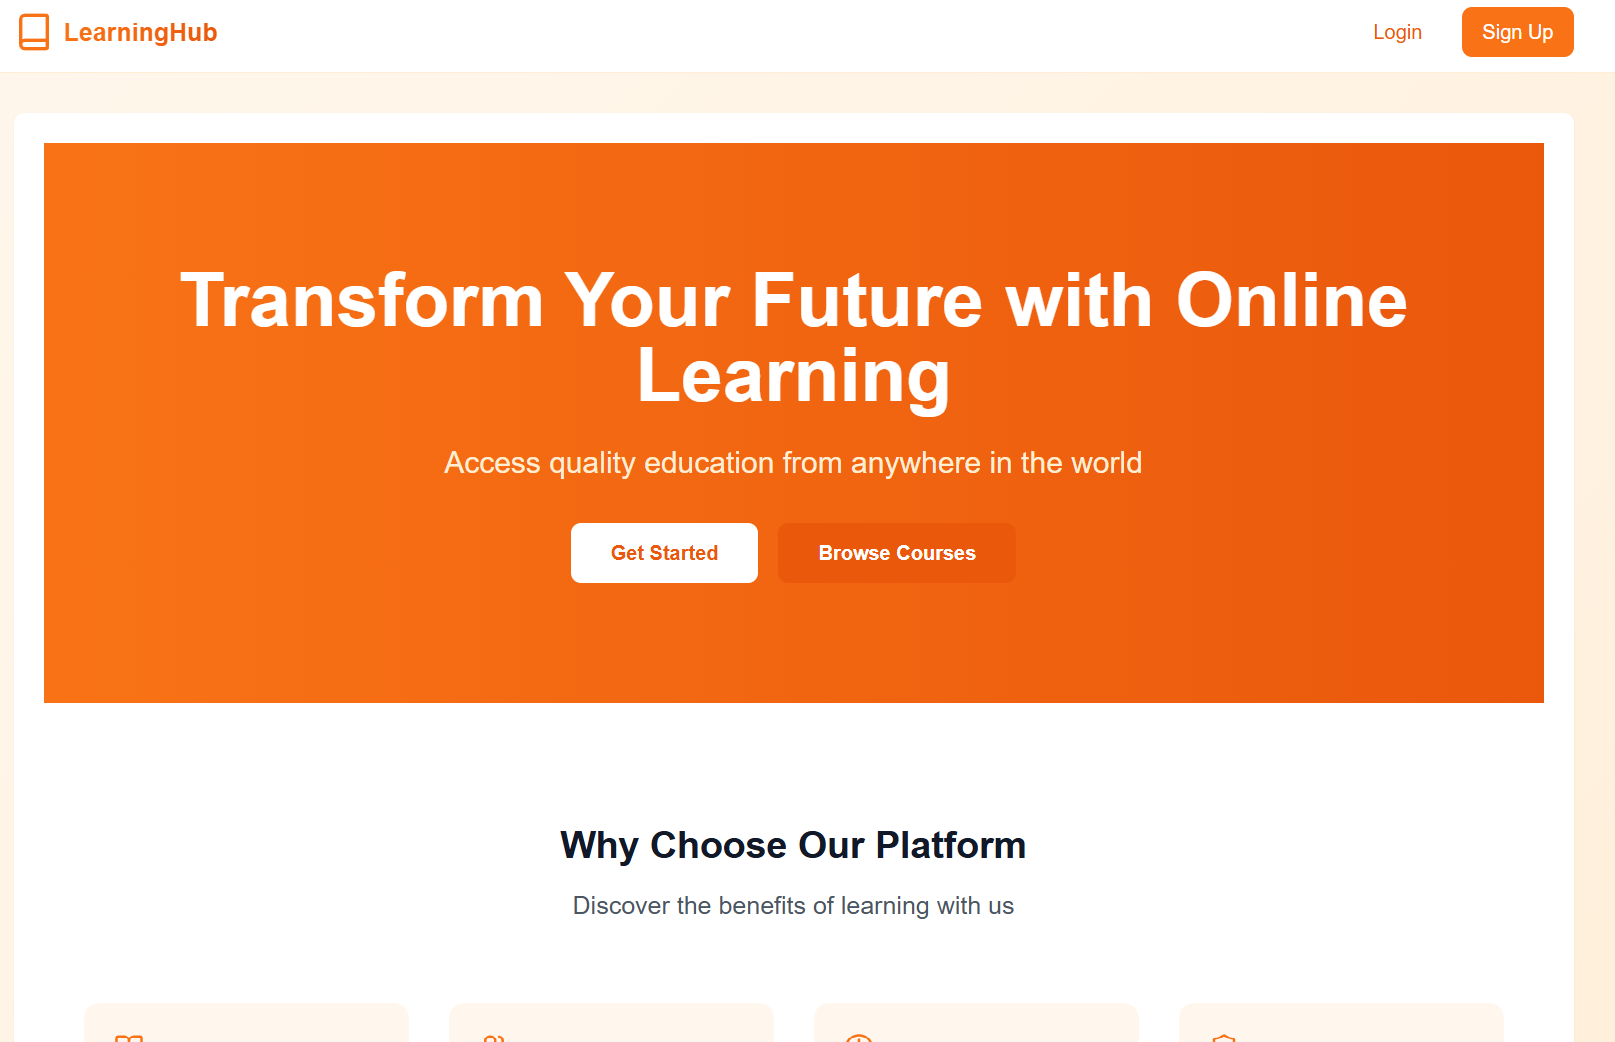 LearningHub
Login
Sign Up
Transform Your Future with Online
Learning
Access quality education from anywhere in the world
Get Started
Browse Courses
Why Choose Our Platform
Discover the benefits of learning with us